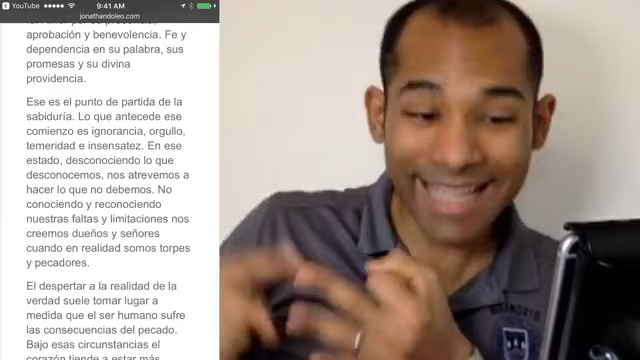 YouTube 9:41 AM
jonathandoleo.com
aprobación y benevolencia. Fe y
dependencia en su palabra, sus
promesas y su divina
providencia.
Ese es el punto de partida de la
sabiduría. Lo que antecede ese
comienzo es ignorancia, orgullo,
temeridad e insensatez. En ese
estado, desconociendo lo que
desconocemos, nos atrevemos a
hacer lo que no debemos. No
conociendo y reconociendo
nuestras faltas y limitaciones nos
creemos dueños y señores
cuando en realidad somos torpes
y pecadores.
El despertar a la realidad de la
verdad suele tomar lugar a
medida que el ser humano sufre
las consecuencias del pecado.
Bajo esas circunstancias el
corazón tiende a estar más